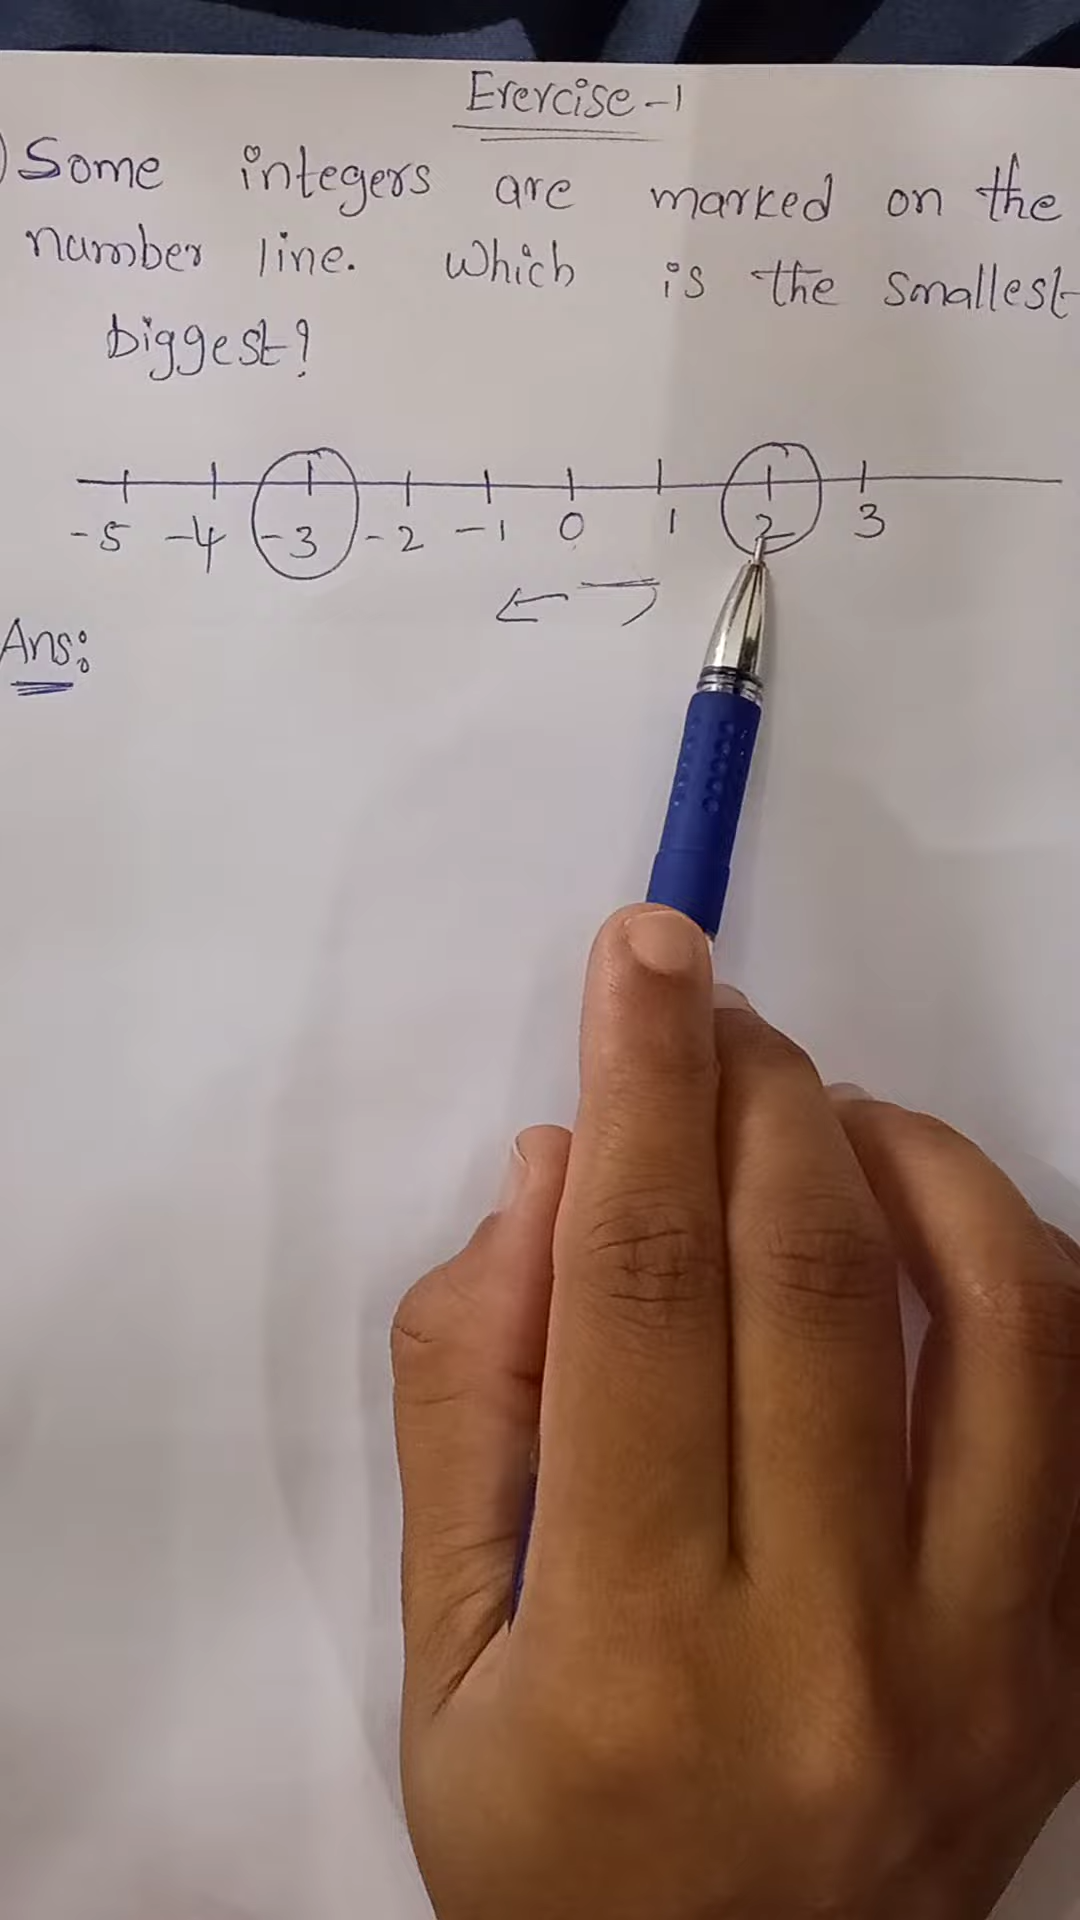 Exercise-1
Some integers are marked on the
number line. Which is the smallest
biggest?
-5 -4 -3 -2 -1 0 1 2 3
Ans: